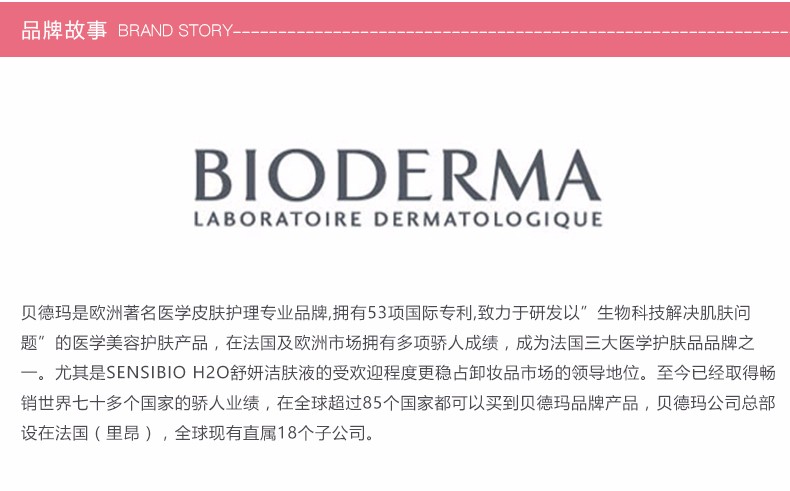 品牌故事 BRAND STORY
BIODERMA
LABORATOIRE DERMATOLOGIQUE
贝德玛是欧洲著名医学皮肤护理专业品牌,拥有53项国际专利,致力于研发以”生物科技解决肌肤问
题”的医学美容护肤产品，在法国及欧洲市场拥有多项骄人成绩，成为法国三大医学护肤品品牌之
一。尤其是SENSIBIO H2O舒妍洁肤液的受欢迎程度更稳占卸妆品市场的领导地位。至今已经取得畅
销世界七十多个国家的骄人业绩，在全球超过85个国家都可以买到贝德玛品牌产品，贝德玛公司总部
设在法国（里昂），全球现有直属18个子公司。